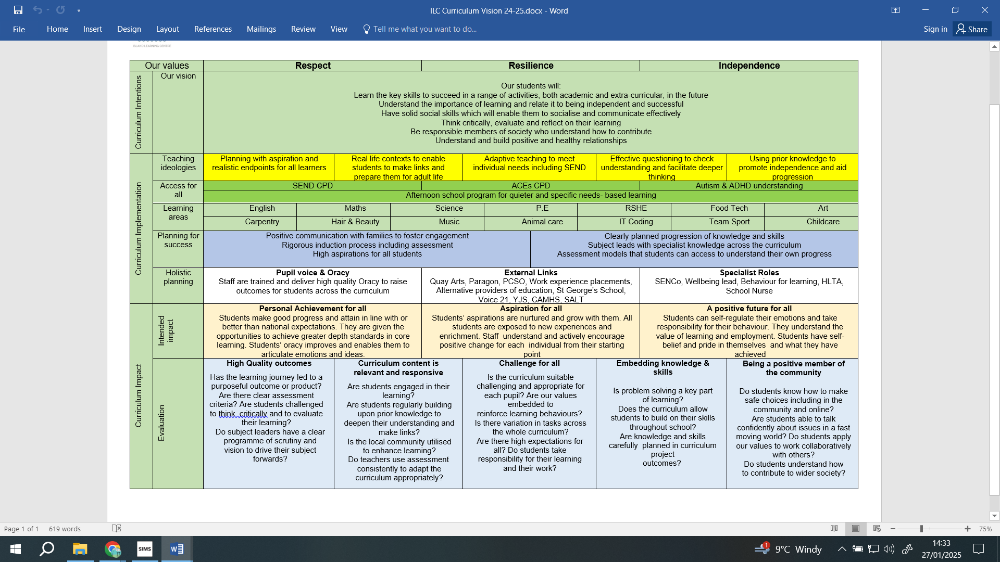 ILC Curriculum Vision 24-25.docx - Word
File Home Insert Design Layout References Mailings Review View Tell me what you want to do... Sign in Share
ISLAND LEARNING CENTRE
Our values Respect Resilience Independence
Curriculum Intentions
Our vision
Our students will:
Learn the key skills to succeed in a range of activities, both academic and extra-curricular, in the future
Understand the importance of learning and relate it to being independent and successful
Have solid social skills which will enable them to socialise and communicate effectively
Think critically, evaluate and reflect on their learning
Be responsible members of society who understand how to contribute
Understand and build positive and healthy relationships
Curriculum Implementation
Teaching
ideologies
Planning with aspiration and
realistic endpoints for all learners
Real life contexts to enable
students to make links and
prepare them for adult life
Adaptive teaching to meet
individual needs including SEND
Effective questioning to check
understanding and facilitate deeper
thinking
Using prior knowledge to
promote independence and aid
progression
Access for
all
SEND CPD ACEs CPD Autism & ADHD understanding
Afternoon school program for quieter and specific needs- based learning
Learning
areas
English Maths Science P.E RSHE Food Tech Art
Carpentry Hair & Beauty Music Animal care IT Coding Team Sport Childcare
Planning for
success
Positive communication with families to foster engagement
Rigorous induction process including assessment
High aspirations for all students
Clearly planned progression of knowledge and skills
Subject leads with specialist knowledge across the curriculum
Assessment models that students can access to understand their own progress
Holistic
planning
Pupil voice & Oracy
Staff are trained and deliver high quality Oracy to raise
outcomes for students across the curriculum
External Links
Quay Arts, Paragon, PCSO, Work experience placements,
Alternative providers of education, St George's School,
Voice 21, YJS, CAMHS, SALT
Specialist Roles
SENCo, Wellbeing lead, Behaviour for learning, HLTA,
School Nurse
Curriculum Impact
Intended
impact
Personal Achievement for all
Students make good progress and attain in line with or
better than national expectations. They are given the
opportunities to achieve greater depth standards in core
learning. Students' oracy improves and enables them to
articulate emotions and ideas.
Aspiration for all
Students' aspirations are nurtured and grow with them. All
students are exposed to new experiences and
enrichment. Staff understand and actively encourage
positive change for each individual from their starting
point
A positive future for all
Students can self-regulate their emotions and take
responsibility for their behaviour. They understand the
value of learning and employment. Students have self-
belief and pride in themselves and what they have
achieved
Evaluation
High Quality outcomes
Has the learning journey led to a
purposeful outcome or product?
Are there clear assessment
criteria? Are students challenged
to think critically and to evaluate
their learning?
Do subject leaders have a clear
programme of scrutiny and
vision to drive their subject
forwards?
Curriculum content is
relevant and responsive
Are students engaged in their
learning?
Are students regularly building
upon prior knowledge to
deepen their understanding and
make links?
Is the local community utilised
to enhance learning?
Do teachers use assessment
consistently to adapt the
curriculum appropriately?
Challenge for all
Is the curriculum suitable
challenging and appropriate for
each pupil? Are our values
embedded to
reinforce learning behaviours?
Is there variation in tasks across
the whole curriculum?
Are there high expectations for
all? Do students take
responsibility for their learning
and their work?
Embedding knowledge &
skills
Is problem solving a key part
of learning?
Does the curriculum allow
students to build on their skills
throughout school?
Are knowledge and skills
carefully planned in curriculum
project
outcomes?
Being a positive member of
the community
Do students know how to make
safe choices including in the
community and online?
Are students able to talk
confidently about issues in a fast
moving world? Do students apply
our values to work collaboratively
with others?
Do students understand how
to contribute to wider society?
Page 1 of 1 619 words 75%
SIMS 1 9°C Windy 14:33
27/01/2025